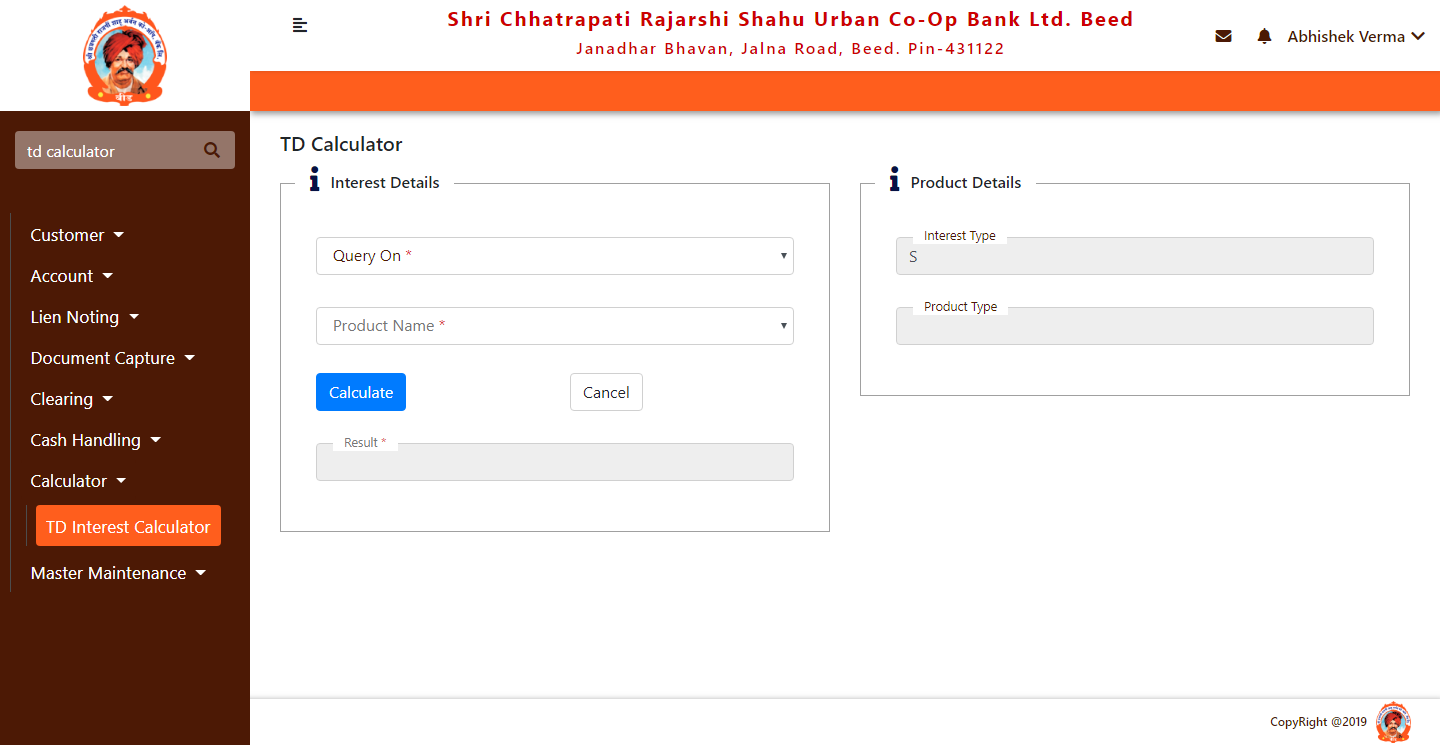 Shri Chhatrapati Rajarshi Shahu Urban Co-Op Bank Ltd. Beed
Janadhar Bhavan, Jalna Road, Beed. Pin-431122
Abhishek Verma
बीड
td calculator
Customer
Account
Lien Noting
Document Capture
Clearing
Cash Handling
Calculator
TD Interest Calculator
Master Maintenance
TD Calculator
Interest Details
Query On *
Product Name *
Calculate Cancel
Result *
Product Details
Interest Type
S
Product Type
CopyRight @2019